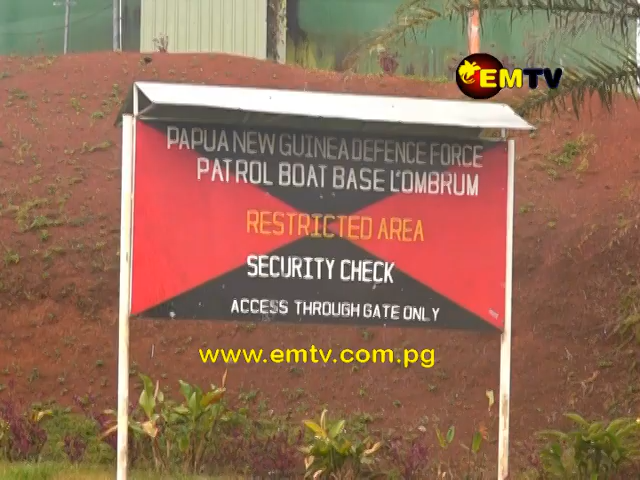 EMTV
PAPUA NEW GUINEA DEFENCE FORCE
PATROL BOAT BASE L'OMBRUM
RESTRICTED AREA
SECURITY CHECK
ACCESS THROUGH GATE ONLY
www.emtv.com.pg